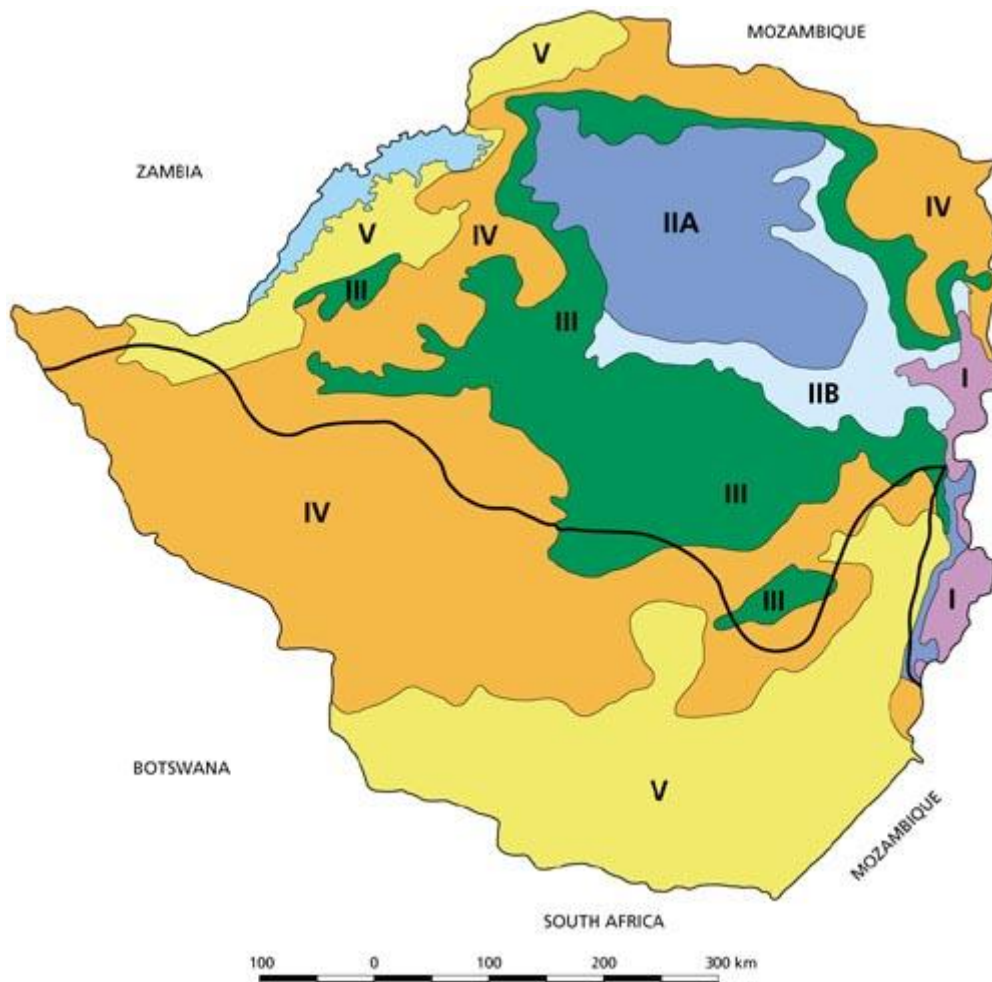 MOZAMBIQUE
V
ZAMBIA
IIA
IV
V
IV
III
III
I
IIB
III
IV
III
I
BOTSWANA
V
MOZAMBIQUE
SOUTH AFRICA
100 0 100 200 300 km